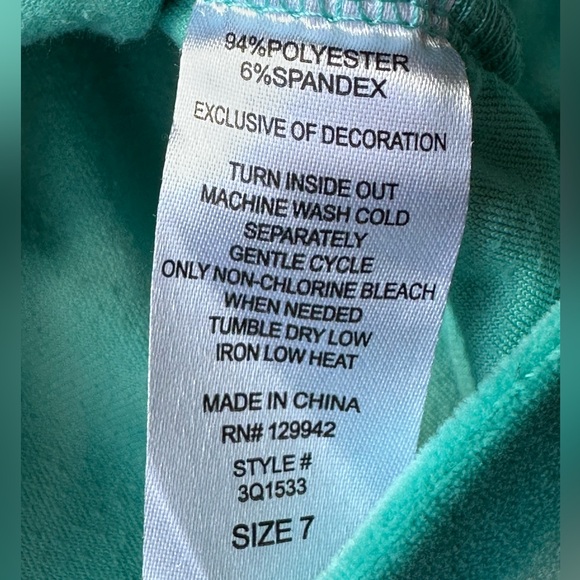 94%POLYESTER
6%SPANDEX
EXCLUSIVE OF DECORATION
TURN INSIDE OUT
MACHINE WASH COLD
SEPARATELY
GENTLE CYCLE
ONLY NON-CHLORINE BLEACH
WHEN NEEDED
TUMBLE DRY LOW
IRON LOW HEAT
MADE IN CHINA
RN# 129942
STYLE #
3Q1533
SIZE 7